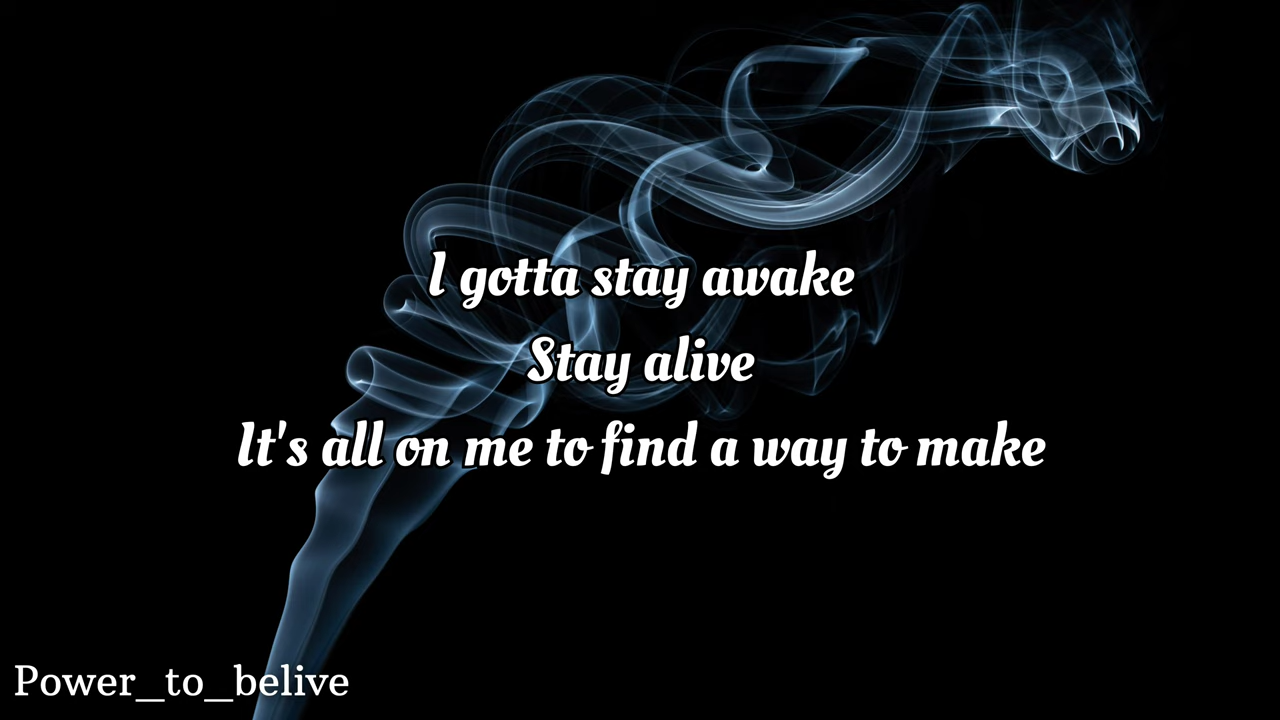 I gotta stay awake
Stay alive
It's all on me to find a way to make
Power_to_belive